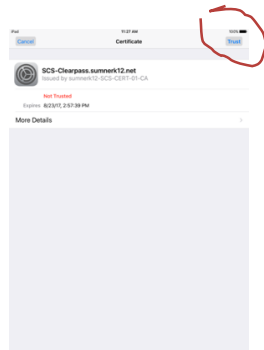 iPad 11:27 AM 100%
Cancel Certificate Trust
SCS-Clearpass.sumnerk12.net
Issued by sumnerk12-SCS-CERT-01-CA
Not Trusted
Expires 8/23/17, 2:57:39 PM
More Details